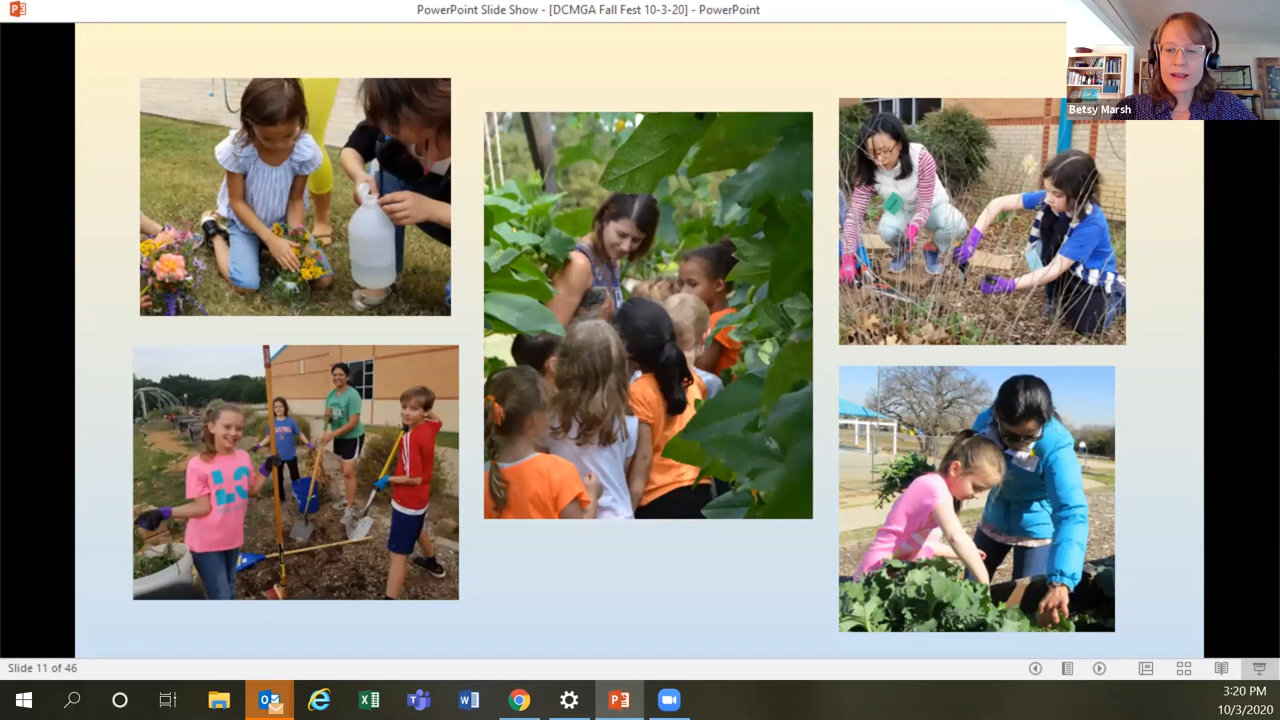 PowerPoint Slide Show - [DCMGA Fall Fest 10-3-20] - PowerPoint
Betsy Marsh
Slide 11 of 46
3:20 PM
10/3/2020